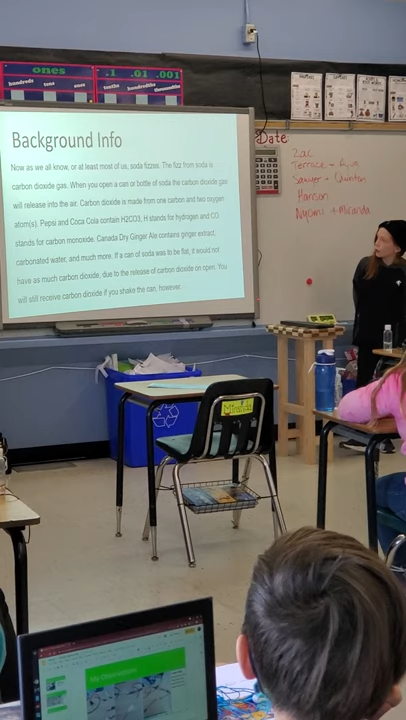 ones
.1 .01 .001
hundreds tens ones
tenths hundredths thousandths
Background Info
Now as we all know, or at least most of us, soda fizzes. The fizz from soda is
carbon dioxide gas. When you open a can or bottle of soda the carbon dioxide gas
will release into the air. Carbon dioxide is made from one carbon and two oxygen
atom(s). Pepsi and Coca Cola contain H2CO3, H stands for hydrogen and CO
stands for carbon monoxide. Canada Dry Ginger Ale contains ginger extract,
carbonated water, and much more. If a can of soda was to be flat, it would not
have as much carbon dioxide, due to the release of carbon dioxide on open. You
will still receive carbon dioxide if you shake the can, however.
Date
Zac
Terrace - Ava
Sawyer + Quinton
Hanson
Nyomi + Miranda
Miranda
My Observations